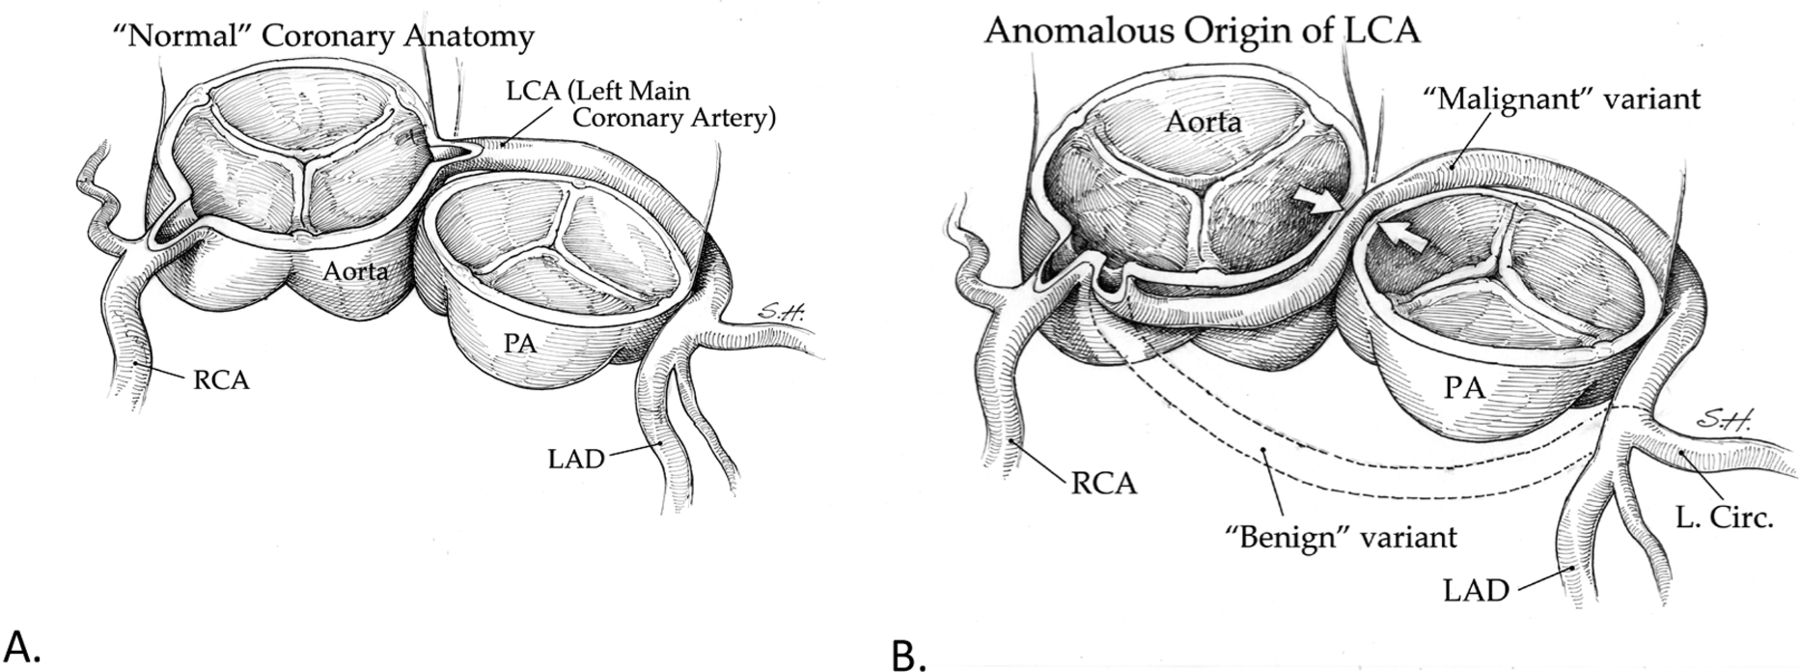 “Normal” Coronary Anatomy
LCA (Left Main
Coronary Artery)
Aorta
PA
S.H.
RCA
LAD
A.
Anomalous Origin of LCA
“Malignant” variant
Aorta
PA
S.H.
RCA
L. Circ.
“Benign” variant
LAD
B.